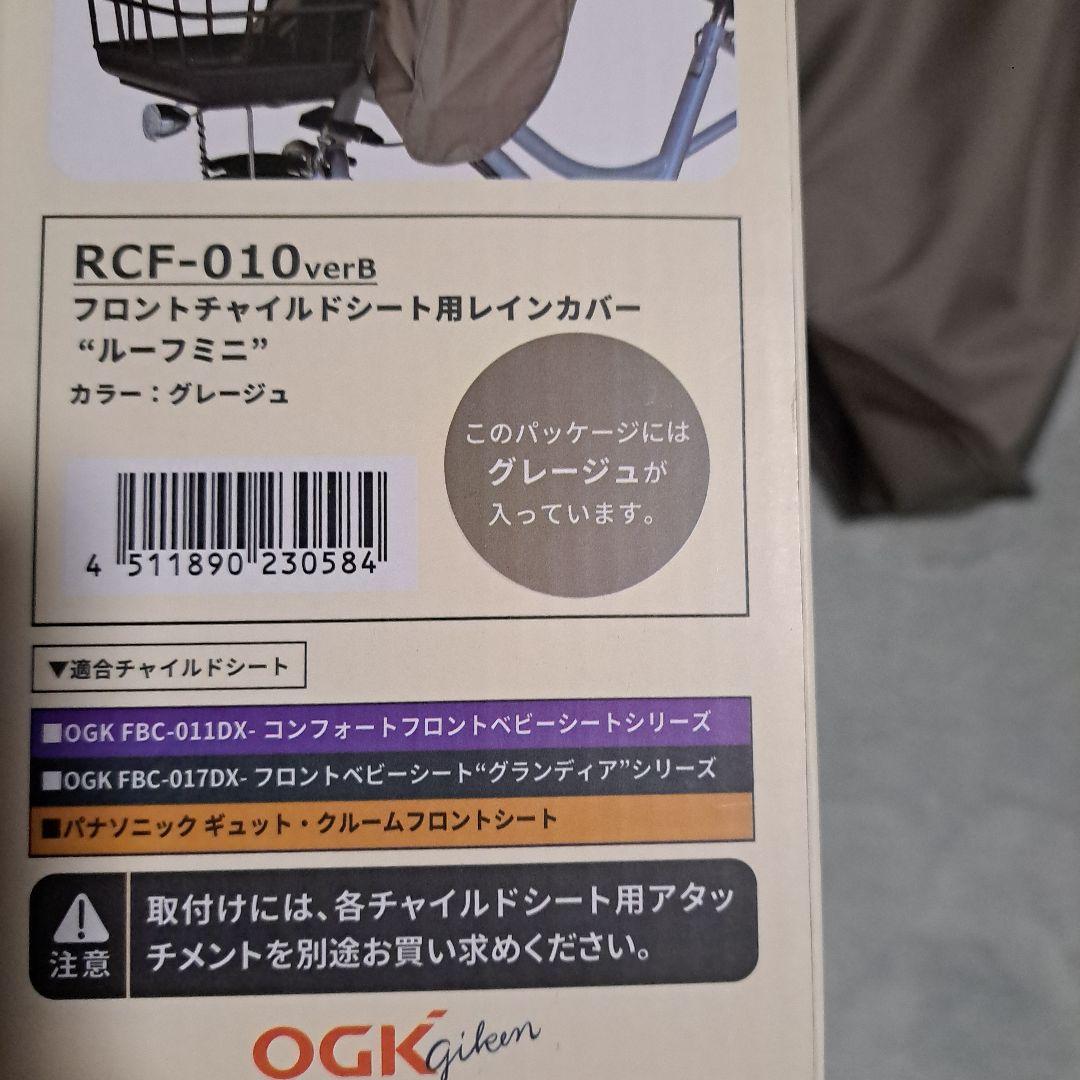 RCF-010verB
フロントチャイルドシート用レインカバー
“ルーフミニ”
カラー：グレージュ
このパッケージには
グレージュが
入っています。
4 511890 230584
▼適合チャイルドシート
■OGK FBC-011DX- コンフォートフロントベビーシートシリーズ
■OGK FBC-017DX- フロントベビーシート“グランディア”シリーズ
■パナソニック ギュット・クルームフロントシート
注意
取付けには、各チャイルドシート用アタッ
チメントを別途お買い求めください。
OGK giken